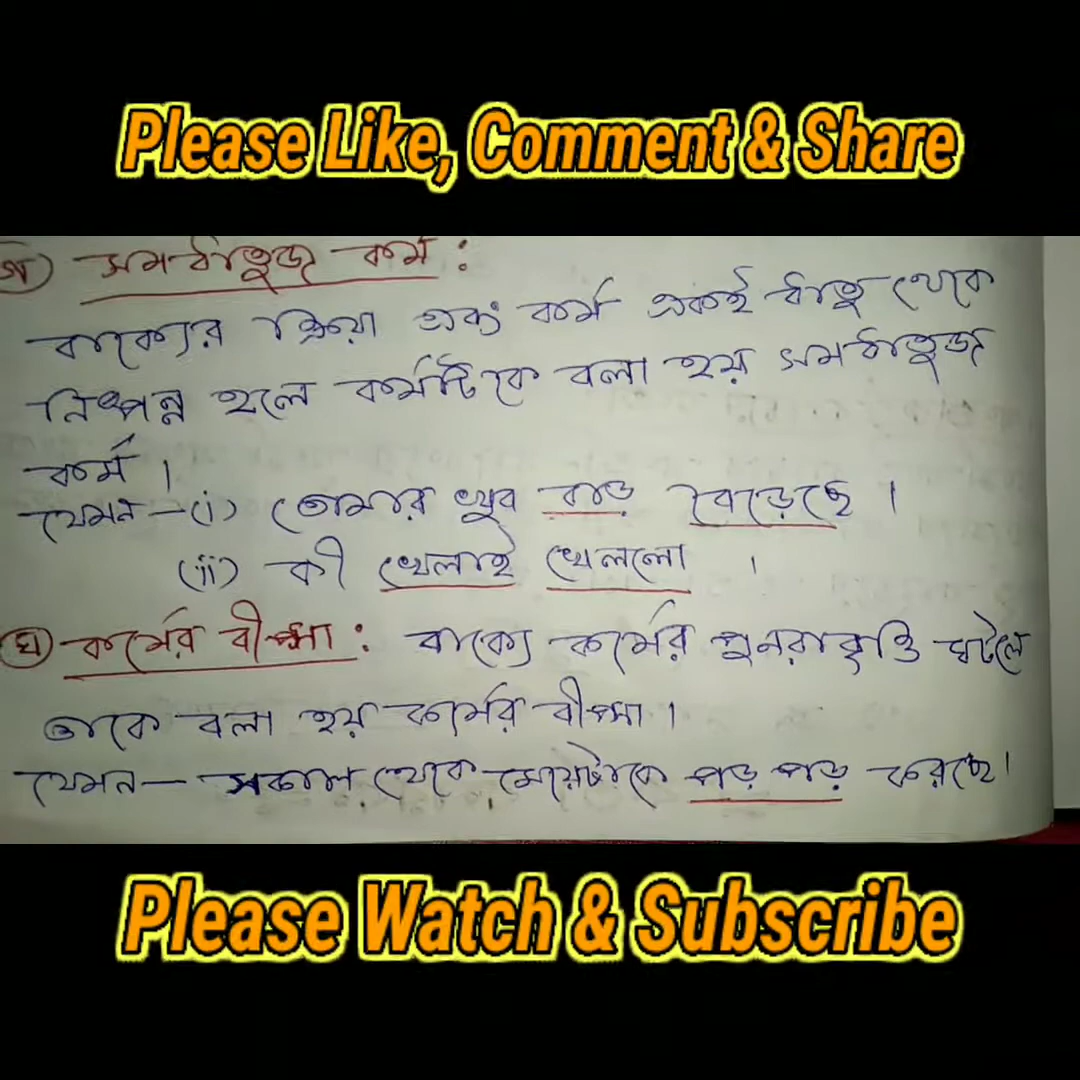 Please Like, Comment & Share
গ) সমধাতুজ কর্ম :
বাক্যের ক্রিয়া এবং কর্ম একই ধাতু থেকে
নিষ্পন্ন হলে কর্মটিকে বলা হয় সমধাতুজ
কর্ম ।
যেমন – (i) তোমার খুব বাড় বেড়েছে ।
(ii) কী খেলাই খেললো ।
ঘ) কর্মের বীপ্সা : বাক্যে কর্মের পুনরাবৃত্তি ঘটলে
তাকে বলা হয় কর্মের বীপ্সা ।
যেমন – সকাল থেকে মেয়েটাকে পড় পড় করছে।
Please Watch & Subscribe